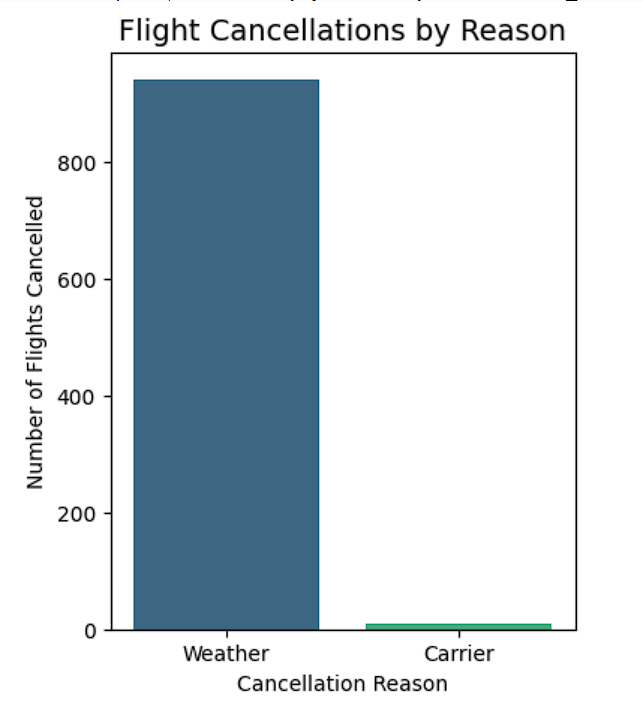 Flight Cancellations by Reason
800
600
400
200
0
Number of Flights Cancelled
Weather
Carrier
Cancellation Reason